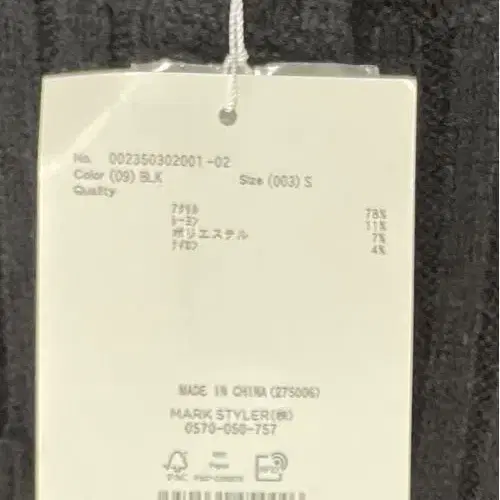 No. 002350302001-02
Color (09) BLK Size (003) S
Quality
アクリル 78%
レーヨン 11%
ポリエステル 7%
ナイロン 4%
MADE IN CHINA (275006)
MARK STYLER(株)
0570-050-757
FSC